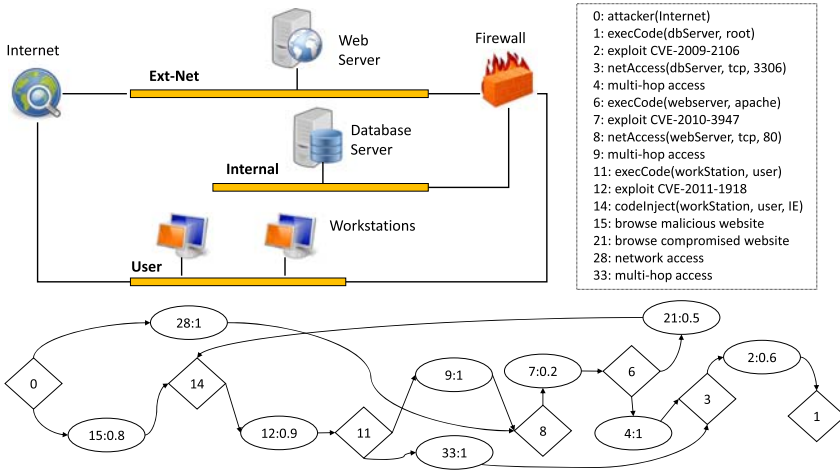 Internet
Web
Server
Firewall
Ext-Net
Database
Server
Internal
Workstations
User
0: attacker(Internet)
1: execCode(dbServer, root)
2: exploit CVE-2009-2106
3: netAccess(dbServer, tcp, 3306)
4: multi-hop access
6: execCode(webserver, apache)
7: exploit CVE-2010-3947
8: netAccess(webServer, tcp, 80)
9: multi-hop access
11: execCode(workStation, user)
12: exploit CVE-2011-1918
14: codeInject(workStation, user, IE)
15: browse malicious website
21: browse compromised website
28: network access
33: multi-hop access
28:1
21:0.5
0
14
9:1
7:0.2
6
2:0.6
15:0.8
12:0.9
11
33:1
8
4:1
3
1